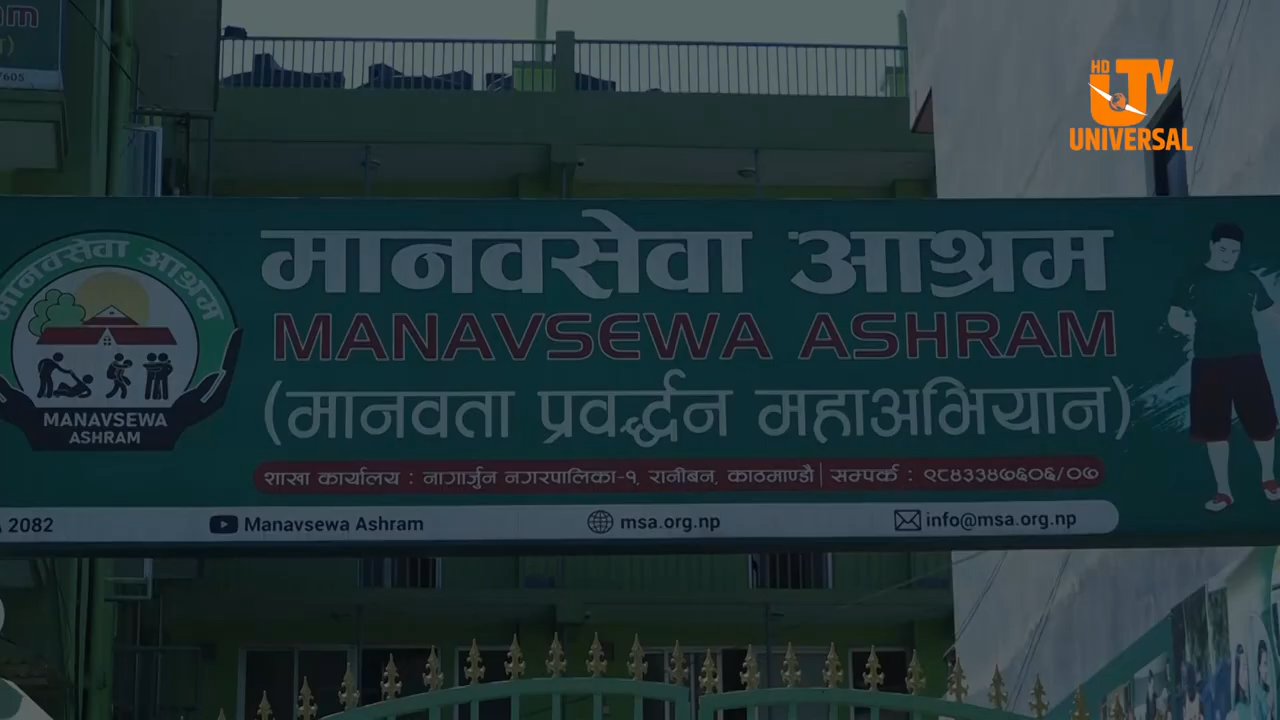 HD
UTV
UNIVERSAL
मानवसेवा आश्रम
मानवसेवा आश्रम
MANAVSEWA ASHRAM
(मानवता प्रवर्द्धन महाअभियान)
MANAVSEWA
ASHRAM
शाखा कार्यालय : नागार्जुन नगरपालिका-१, रानीबन, काठमाण्डौ | सम्पर्क : ९८४३३४७६०६/०७
2082 Manavsewa Ashram msa.org.np info@msa.org.np